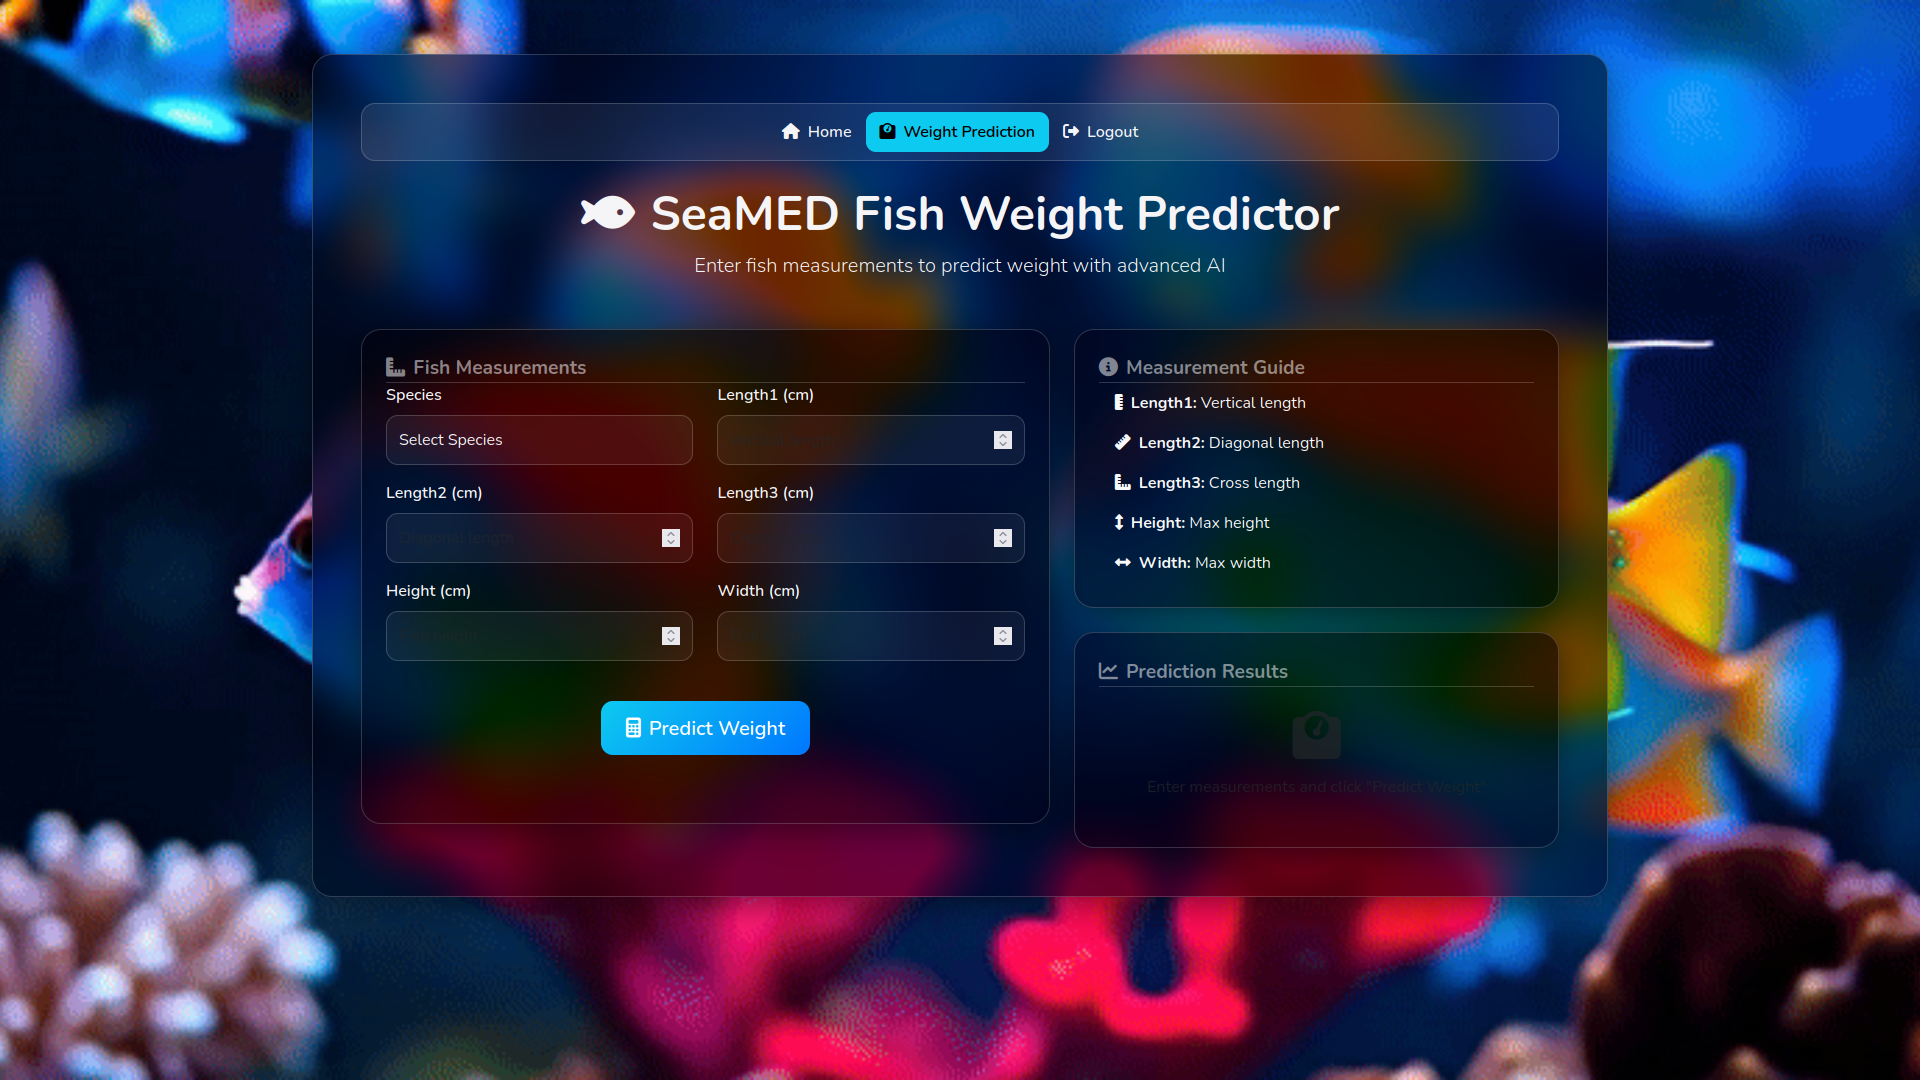 Home
Weight Prediction
Logout
SeaMED Fish Weight Predictor
Enter fish measurements to predict weight with advanced AI
Fish Measurements
Species
Length1 (cm)
Select Species
Length2 (cm)
Length3 (cm)
Diagonal length
Height (cm)
Width (cm)
Predict Weight
Measurement Guide
Length1: Vertical length
Length2: Diagonal length
Length3: Cross length
Height: Max height
Width: Max width
Prediction Results
Enter measurements and click "Predict Weight"